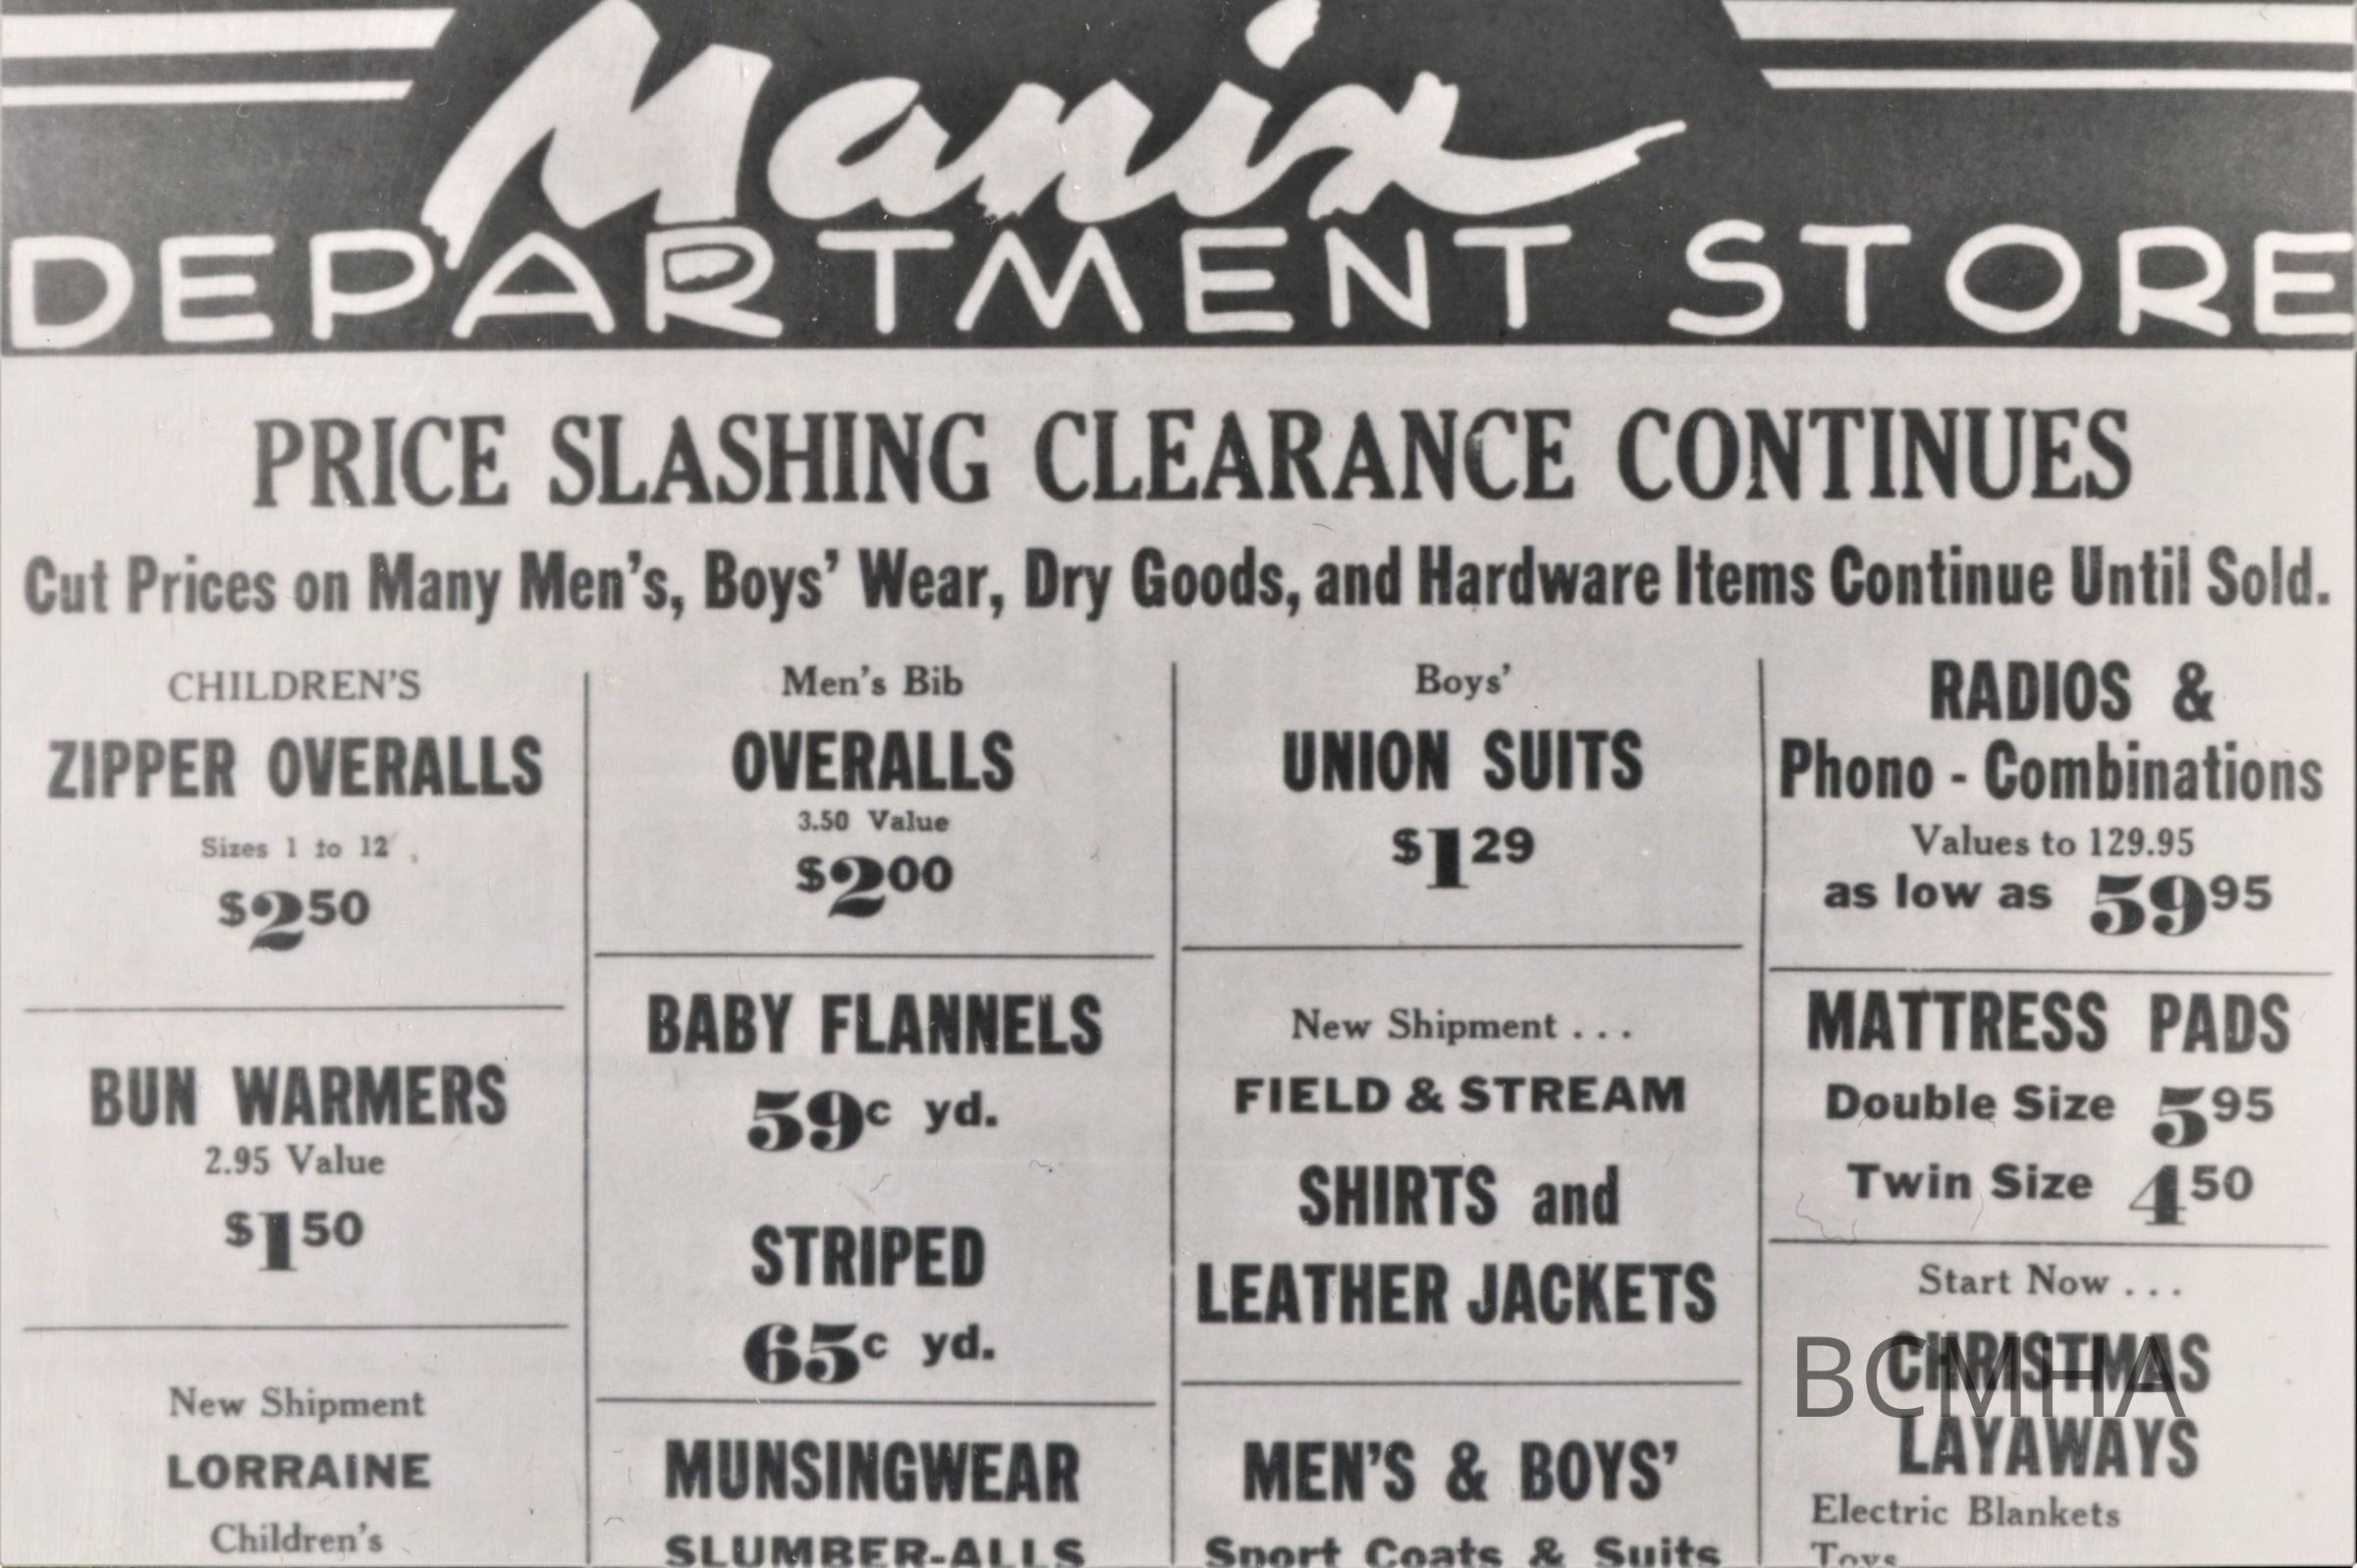 Manix
DEPARTMENT STORE
PRICE SLASHING CLEARANCE CONTINUES
Cut Prices on Many Men's, Boys' Wear, Dry Goods, and Hardware Items Continue Until Sold.
CHILDREN'S
ZIPPER OVERALLS
Sizes 1 to 12
$2 50
BUN WARMERS
2.95 Value
$1 50
New Shipment
LORRAINE
Children's
Men's Bib
OVERALLS
3.50 Value
$2 00
BABY FLANNELS
59c yd.
STRIPED
65c yd.
MUNSINGWEAR
SLUMBER-ALLS
Boys'
UNION SUITS
$1 29
New Shipment . . .
FIELD & STREAM
SHIRTS and
LEATHER JACKETS
MEN'S & BOYS'
Sport Coats & Suits
RADIOS &
Phono - Combinations
Values to 129.95
as low as 59 95
MATTRESS PADS
Double Size 5 95
Twin Size 4 50
Start Now . . .
CHRISTMAS
BCMHA
LAYAWAYS
Electric Blankets
Toys